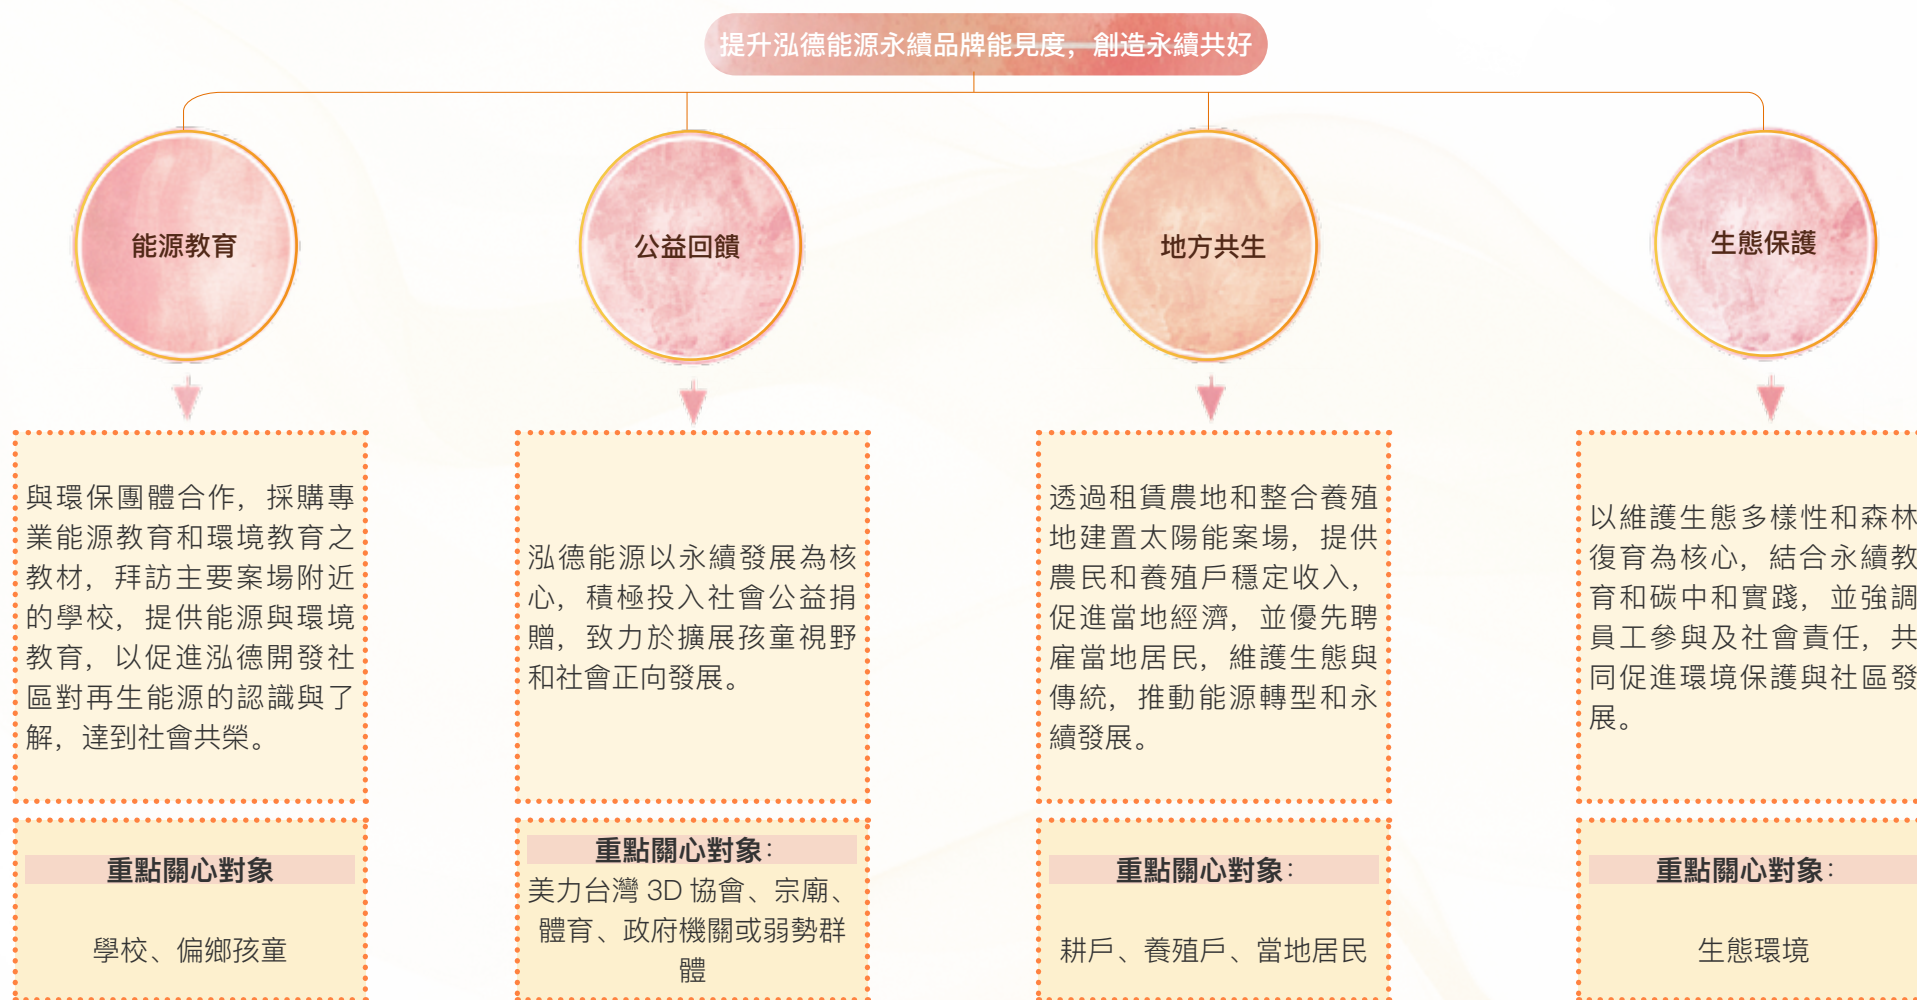 提升泓德能源永續品牌能見度，創造永續共好
能源教育
與環保團體合作，採購專
業能源教育和環境教育之
教材，拜訪主要案場附近
的學校，提供能源與環境
教育，以促進泓德開發社
區對再生能源的認識與了
解，達到社會共榮。
重點關心對象
學校、偏鄉孩童
公益回饋
泓德能源以永續發展為核
心，積極投入社會公益捐
贈，致力於擴展孩童視野
和社會正向發展。
重點關心對象：
美力台灣 3D 協會、宗廟、
體育、政府機關或弱勢群
體
地方共生
透過租賃農地和整合養殖
地建置太陽能案場，提供
農民和養殖戶穩定收入，
促進當地經濟，並優先聘
雇當地居民，維護生態與
傳統，推動能源轉型和永
續發展。
重點關心對象：
耕戶、養殖戶、當地居民
生態保護
以維護生態多樣性和森林
復育為核心，結合永續教
育和碳中和實踐，並強調
員工參與及社會責任，共
同促進環境保護與社區發
展。
重點關心對象：
生態環境